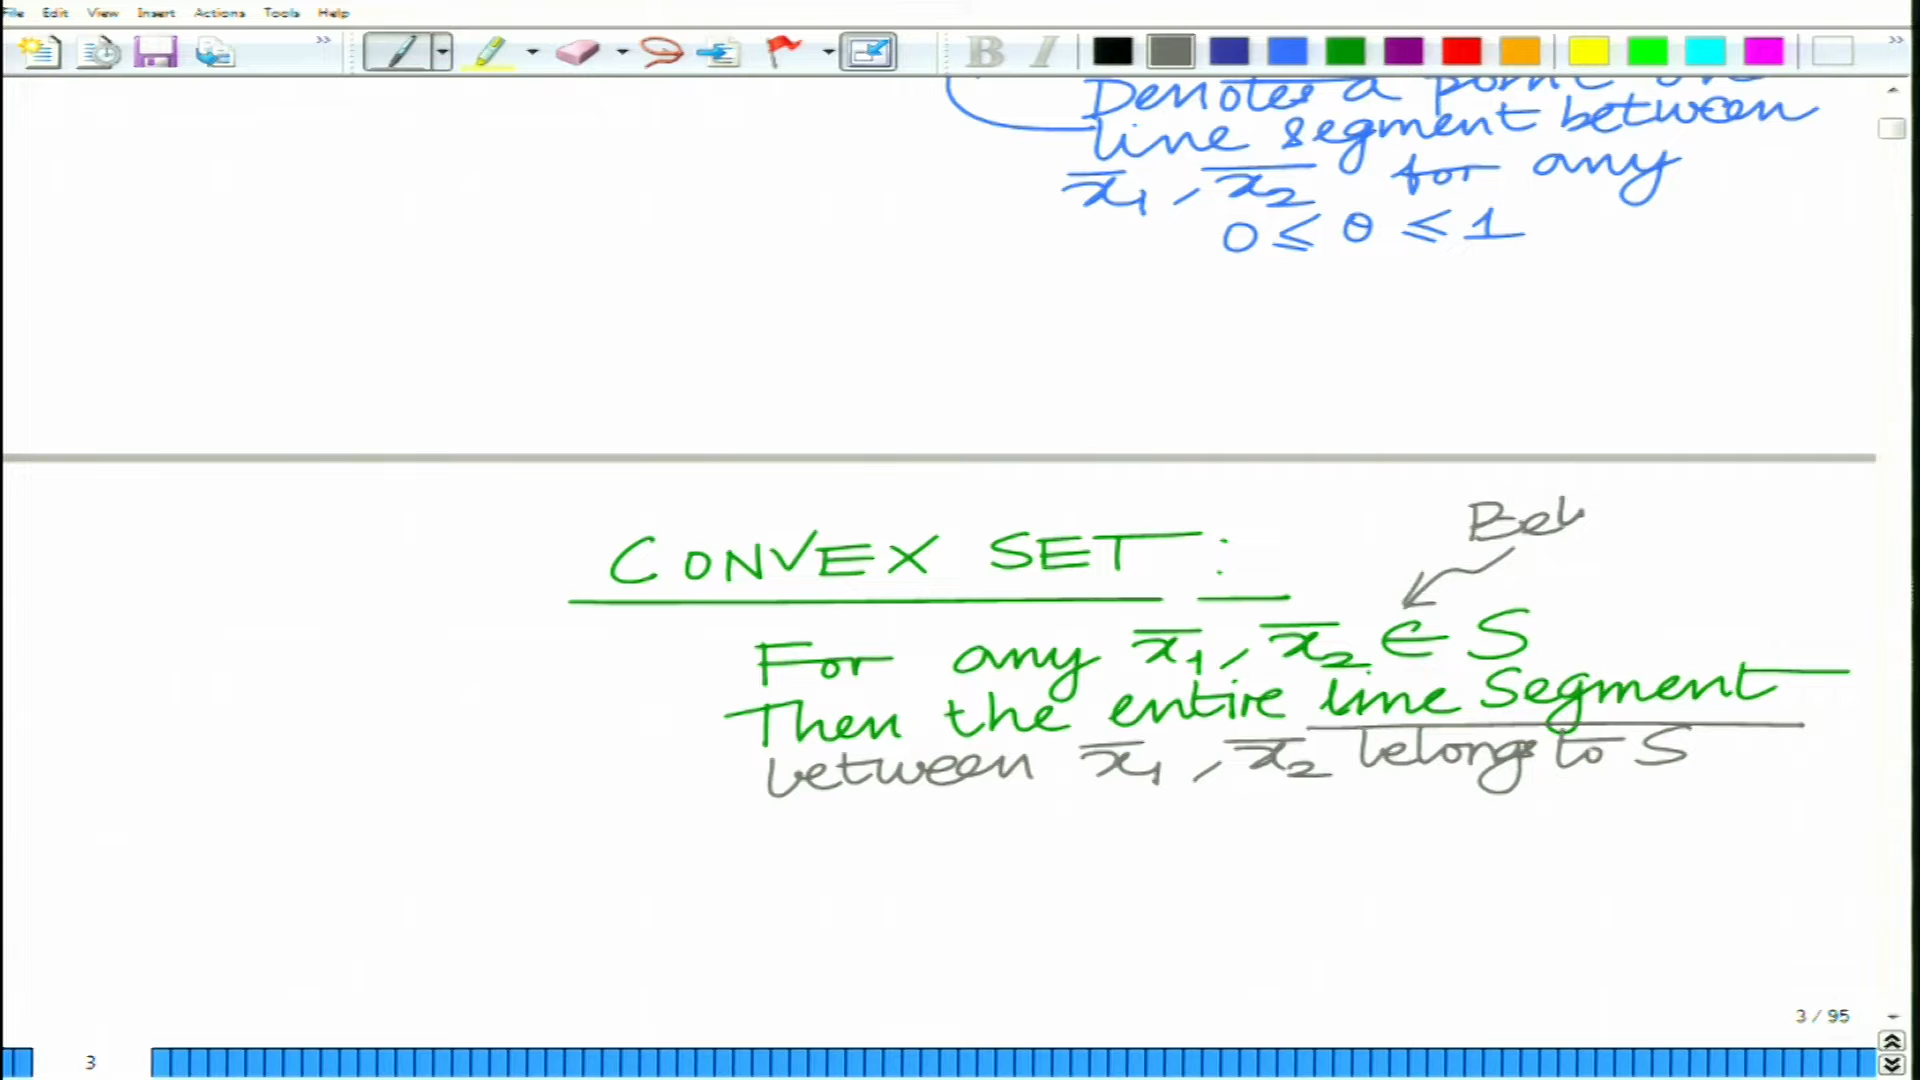 File Edit View Insert Actions Tools Help
B I
Denotes a point
line segment between
x̅₁, x̅₂ for any
0 ≤ θ ≤ 1
CONVEX SET :
Bel
For any x̅₁, x̅₂ ∈ S
Then the entire line segment
between x̅₁, x̅₂ belongs to S
3 / 95
3